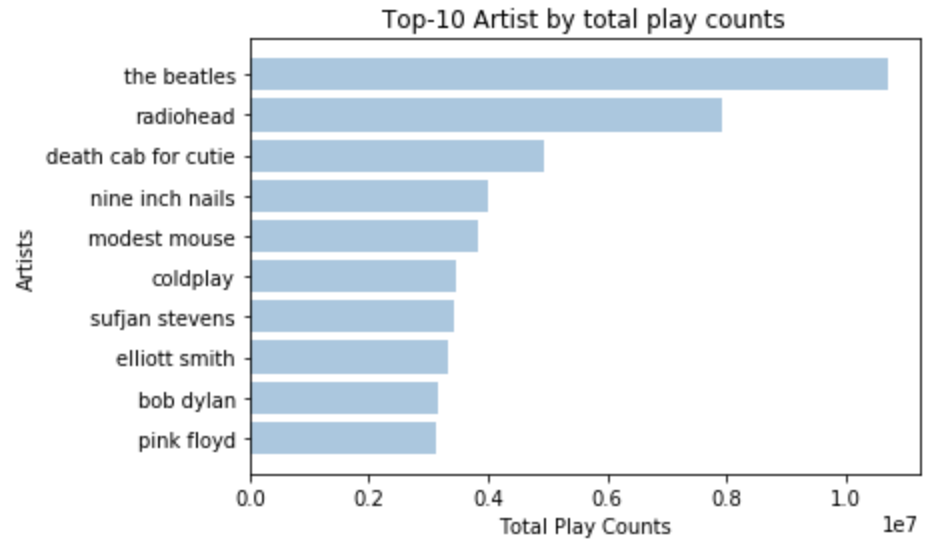 Top-10 Artist by total play counts
the beatles
radiohead
death cab for cutie
nine inch nails
modest mouse
coldplay
sufjan stevens
elliott smith
bob dylan
pink floyd
Artists
0.0 0.2 0.4 0.6 0.8 1.0
Total Play Counts
1e7